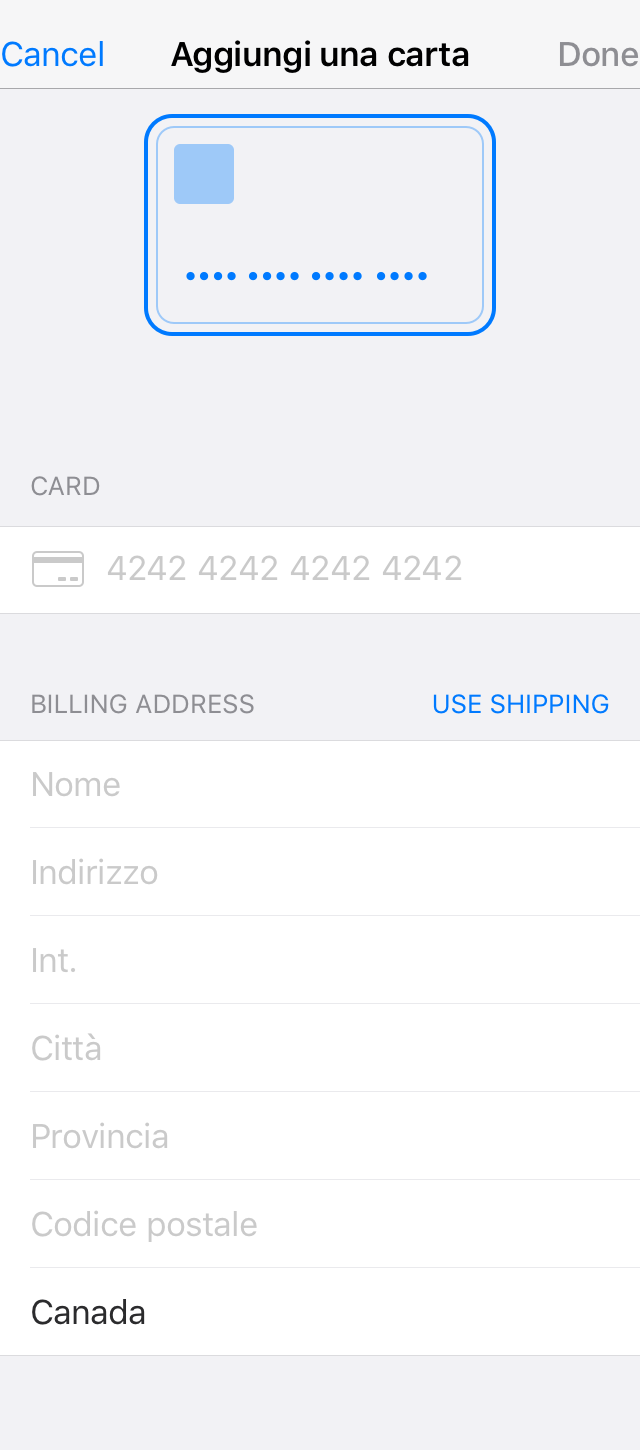 Cancel Aggiungi una carta Done
•••• •••• •••• ••••
CARD
4242 4242 4242 4242
BILLING ADDRESS USE SHIPPING
Nome
Indirizzo
Int.
Città
Provincia
Codice postale
Canada